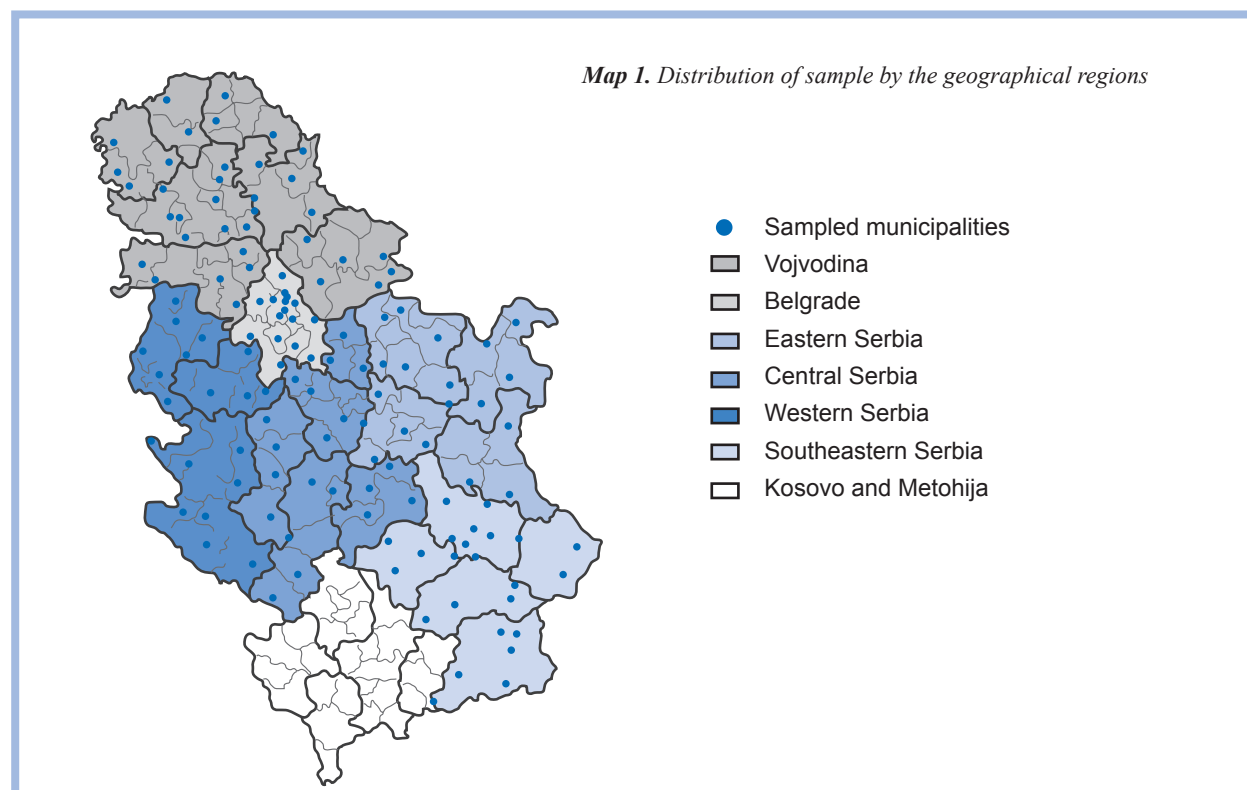 Map 1. Distribution of sample by the geographical regions
Sampled municipalities
Vojvodina
Belgrade
Eastern Serbia
Central Serbia
Western Serbia
Southeastern Serbia
Kosovo and Metohija